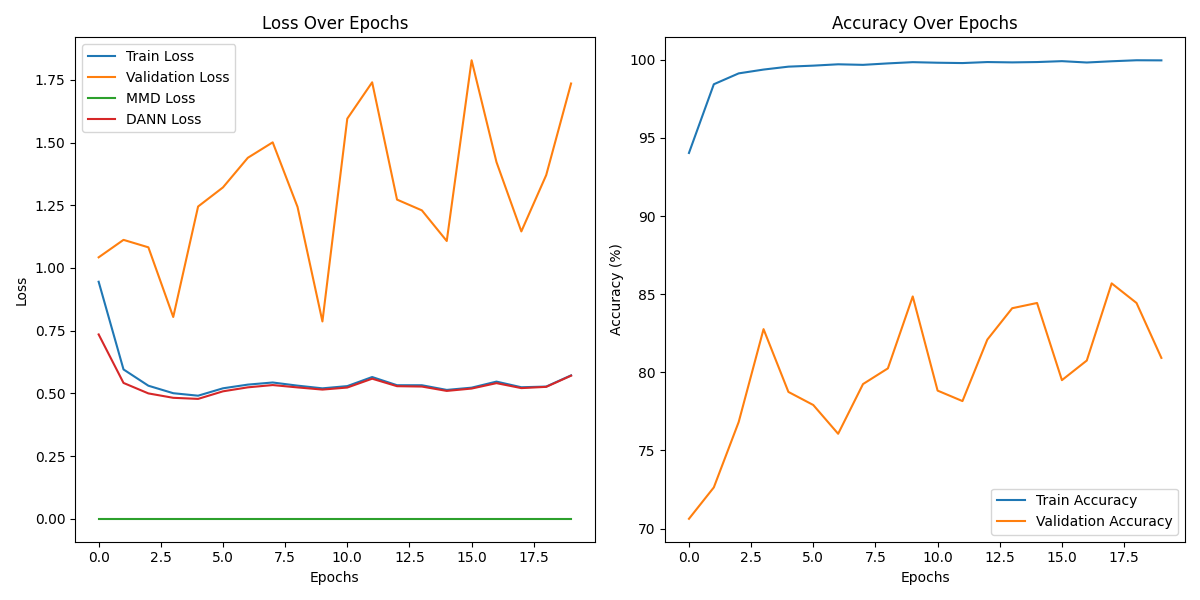 Loss Over Epochs
Train Loss
Validation Loss
MMD Loss
DANN Loss
1.75
1.50
1.25
1.00
0.75
0.50
0.25
0.00
Loss
0.0 2.5 5.0 7.5 10.0 12.5 15.0 17.5
Epochs
Accuracy Over Epochs
100
95
90
85
80
75
70
Accuracy (%)
Train Accuracy
Validation Accuracy
0.0 2.5 5.0 7.5 10.0 12.5 15.0 17.5
Epochs